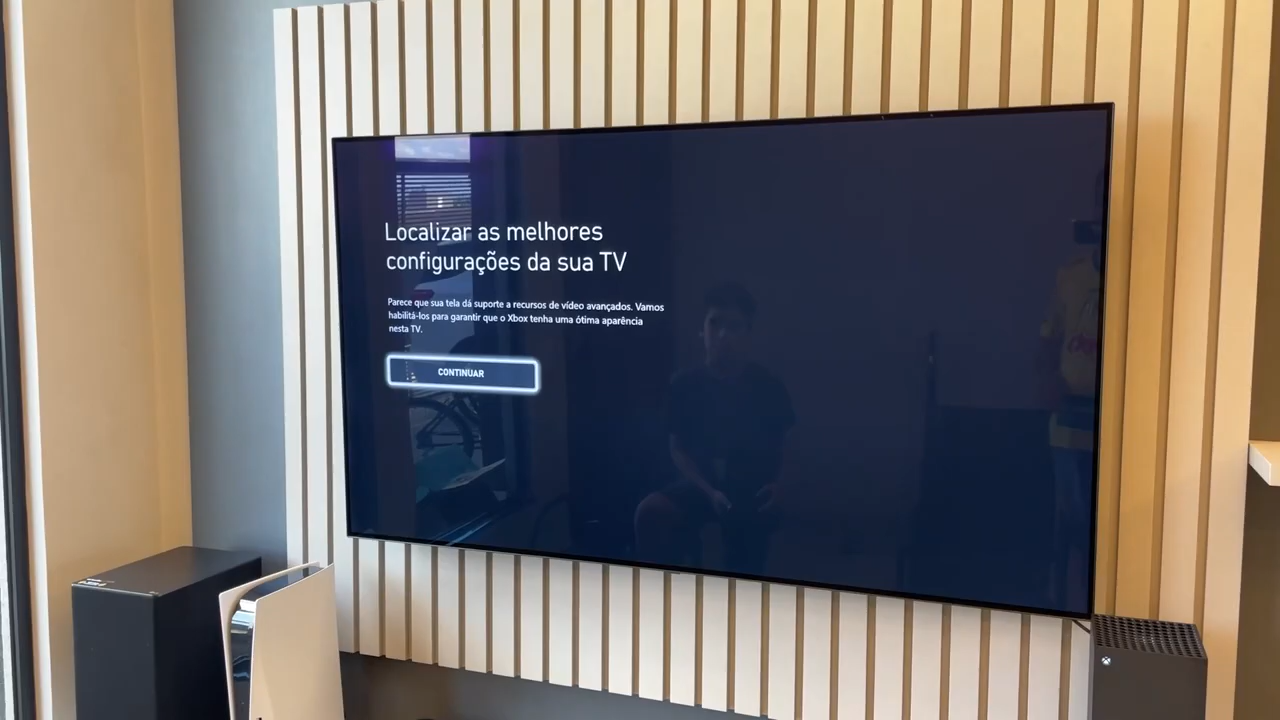 Localizar as melhores
configurações da sua TV
Parece que sua tela dá suporte a recursos de vídeo avançados. Vamos
habilitá-los para garantir que o Xbox tenha uma ótima aparência
nesta TV.
CONTINUAR